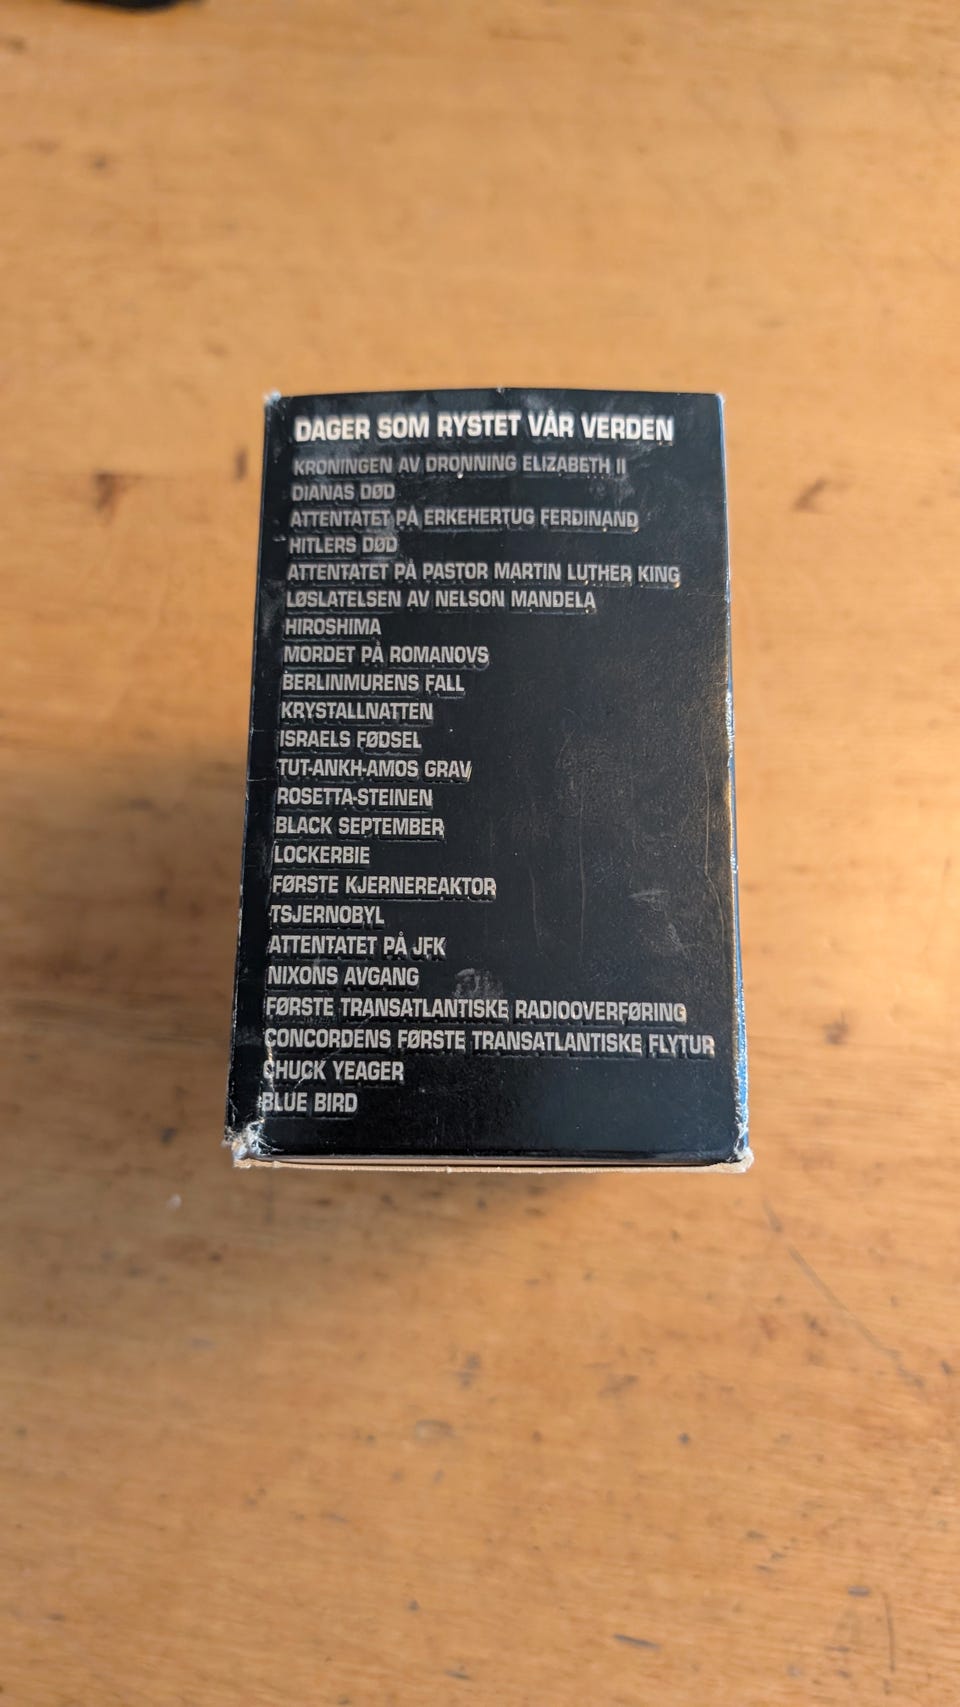 DAGER SOM RYSTET VÅR VERDEN
KRONINGEN AV DRONNING ELIZABETH II
DIANAS DØD
ATTENTATET PÅ ERKEHERTUG FERDINAND
HITLERS DØD
ATTENTATET PÅ PASTOR MARTIN LUTHER KING
LØSLATELSEN AV NELSON MANDELA
HIROSHIMA
MORDET PÅ ROMANOVS
BERLINMURENS FALL
KRYSTALLNATTEN
ISRAELS FØDSEL
TUT-ANKH-AMOS GRAV
ROSETTA-STEINEN
BLACK SEPTEMBER
LOCKERBIE
FØRSTE KJERNEREAKTOR
TSJERNOBYL
ATTENTATET PÅ JFK
NIXONS AVGANG
FØRSTE TRANSATLANTISKE RADIOOVERFØRING
CONCORDENS FØRSTE TRANSATLANTISKE FLYTUR
CHUCK YEAGER
BLUE BIRD